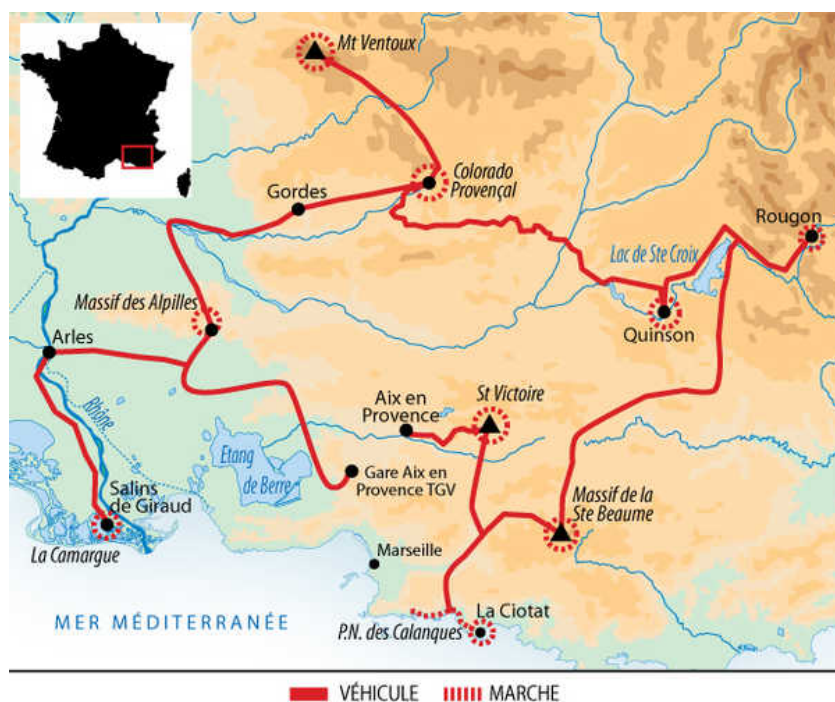 Mt Ventoux
Colorado
Provençal
Gordes
Rougon
Lac de Ste Croix
Massif des Alpilles
Quinson
Arles
St Victoire
Aix en
Provence
Rhône
Etang
de Berre
Gare Aix en
Provence TGV
Salins
de Giraud
Massif de la
Ste Beaume
La Camargue
Marseille
La Ciotat
MER MÉDITERRANÉE
P.N. des Calanques
VÉHICULE
MARCHE